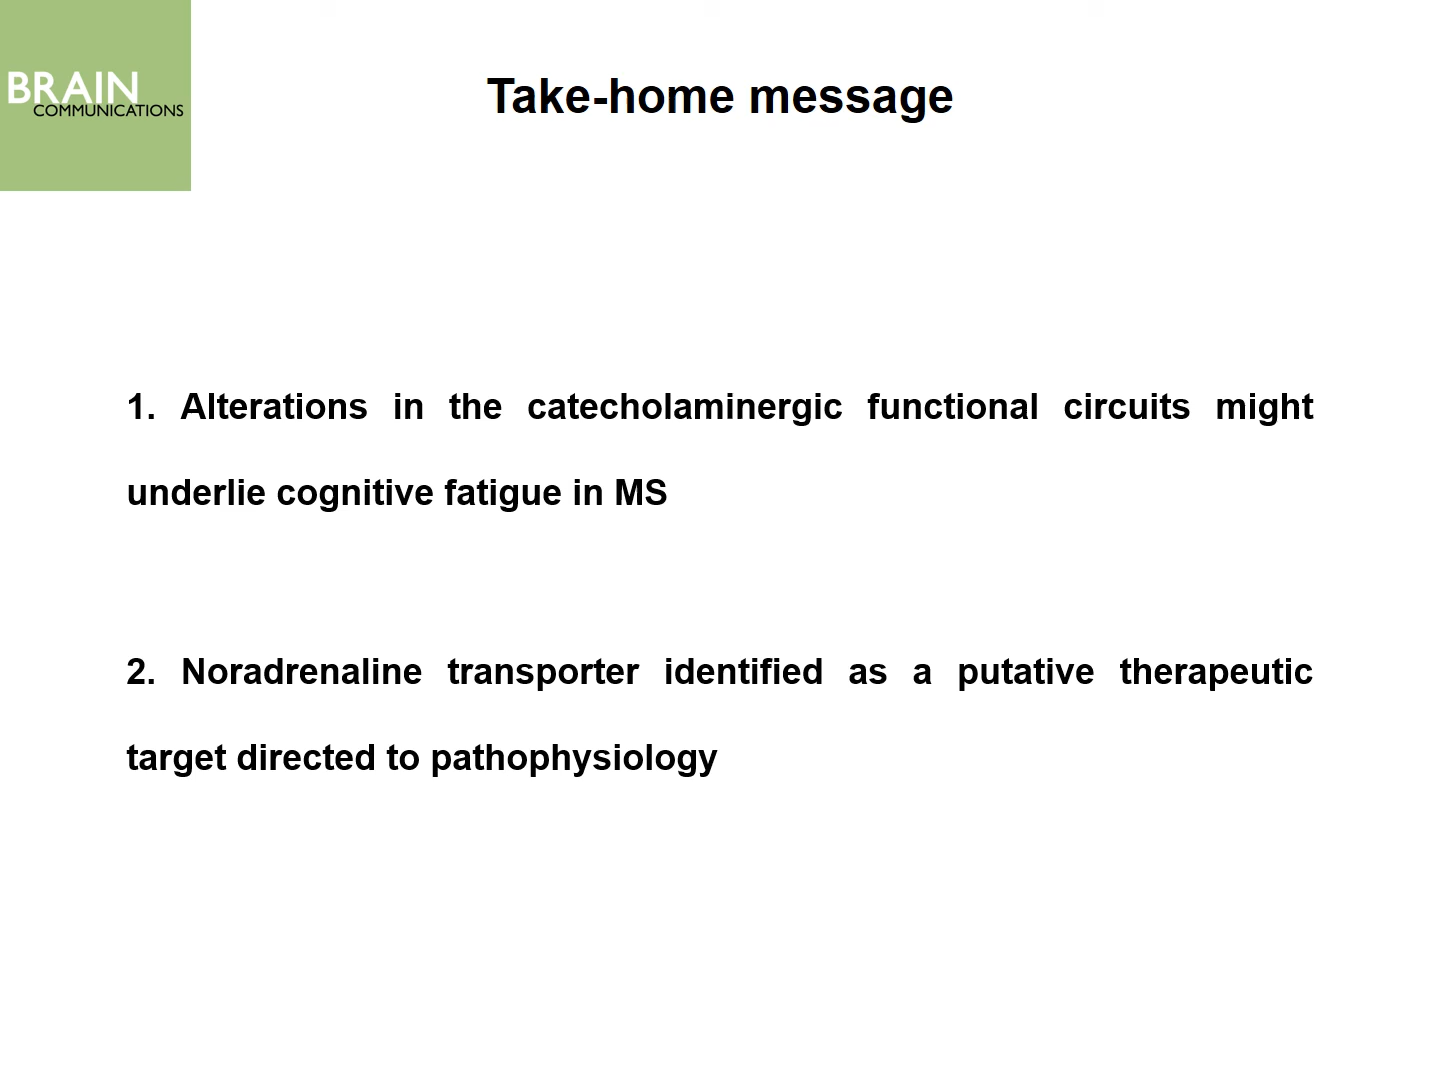 BRAIN
COMMUNICATIONS
Take-home message
1. Alterations in the catecholaminergic functional circuits might
underlie cognitive fatigue in MS
2. Noradrenaline transporter identified as a putative therapeutic
target directed to pathophysiology